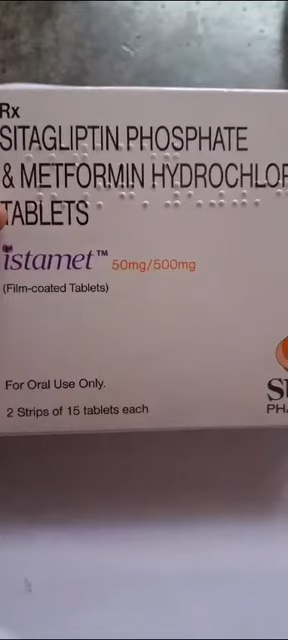 Rx
SITAGLIPTIN PHOSPHATE
& METFORMIN HYDROCHLOR
TABLETS
istamet™ 50mg/500mg
(Film-coated Tablets)
For Oral Use Only.
2 Strips of 15 tablets each